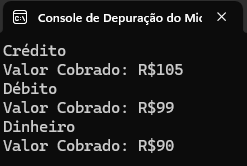 Console de Depuração do Mic
Crédito
Valor Cobrado: R$105
Débito
Valor Cobrado: R$99
Dinheiro
Valor Cobrado: R$90